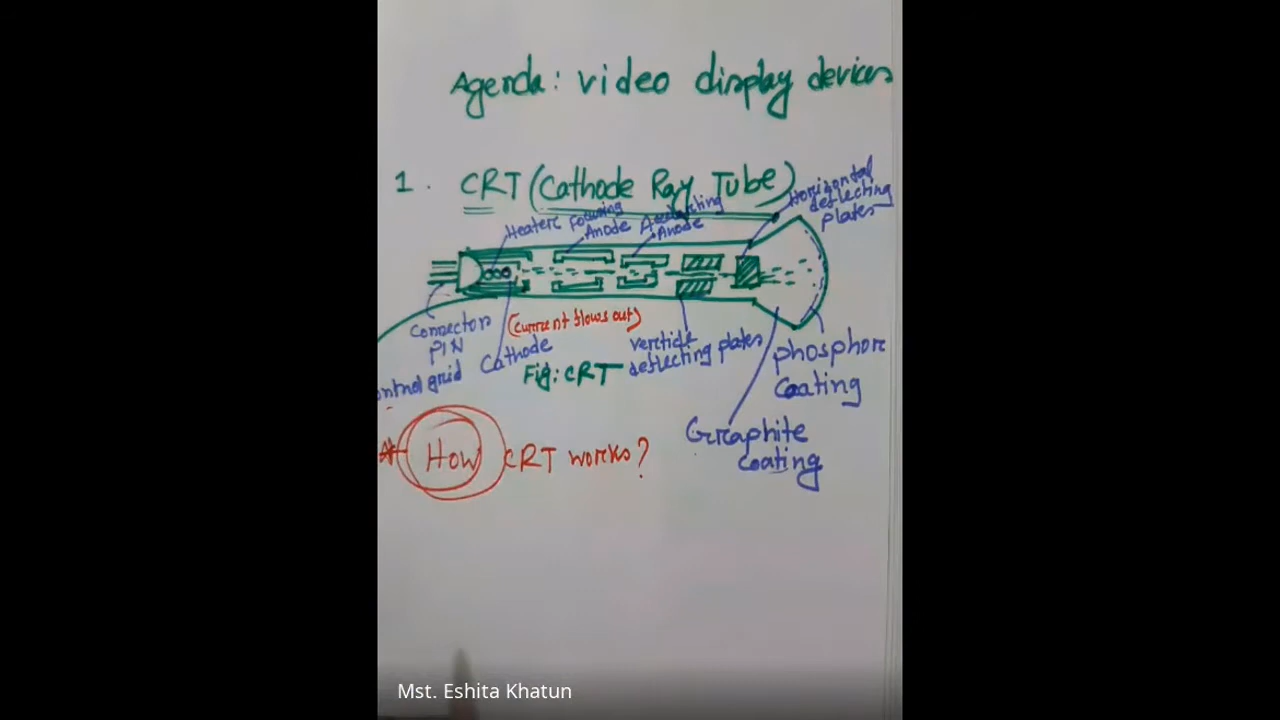 Agenda: video display devices
1. CRT (Cathode Ray Tube)
Horizontal
deflecting
plates
Heater
Focusing
Anode
Accelerating
Anode
Connector
PIN
(Current flows out)
Cathode
verticle
deflecting plates
phosphor
coating
Control grid
Fig: CRT
Graphite
coating
* How CRT works?
Mst. Eshita Khatun